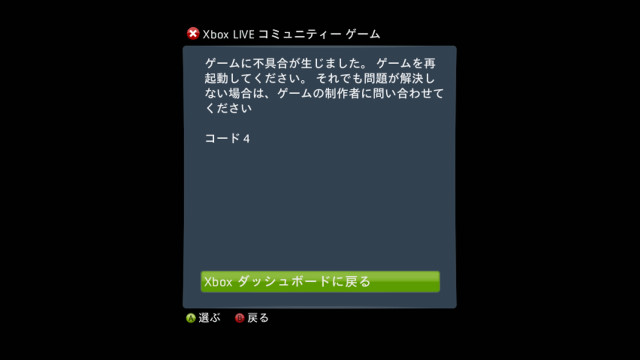 Xbox LIVE コミュニティー ゲーム
ゲームに不具合が生じました。 ゲームを再
起動してください。 それでも問題が解決し
ない場合は、ゲームの制作者に問い合わせて
ください
コード 4
Xbox ダッシュボードに戻る
A 選ぶ B 戻る